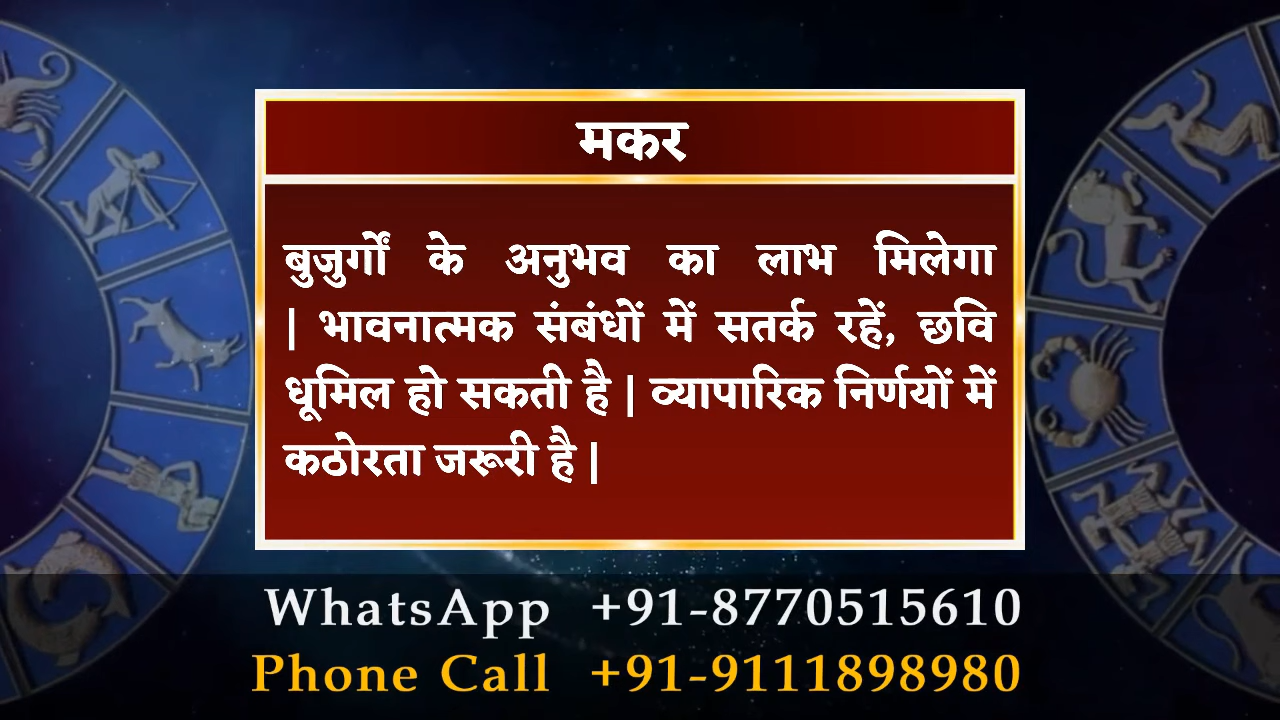 मकर
बुजुर्गों के अनुभव का लाभ मिलेगा
| भावनात्मक संबंधों में सतर्क रहें, छवि
धूमिल हो सकती है | व्यापारिक निर्णयों में
कठोरता जरूरी है |
WhatsApp +91-8770515610
Phone Call +91-9111898980